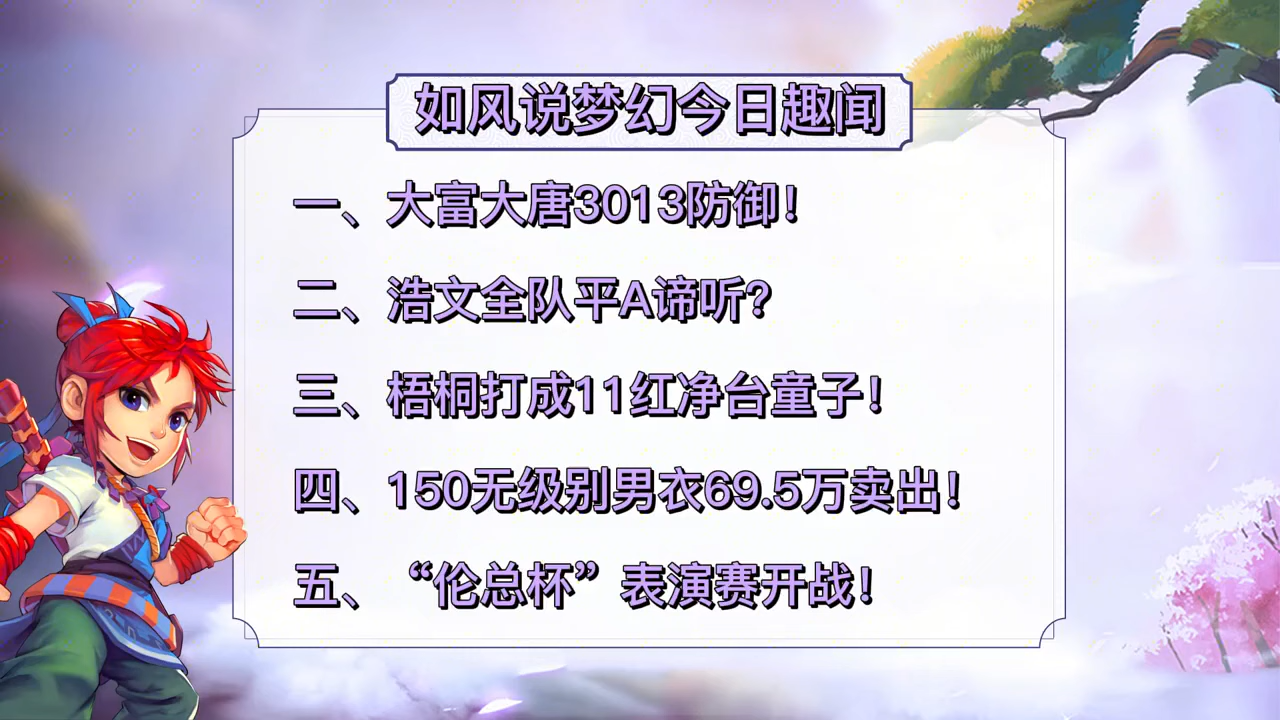 如风说梦幻今日趣闻
一、大富大唐3013防御！
二、浩文全队平A谛听？
三、梧桐打成11红净台童子！
四、150无级别男衣69.5万卖出！
五、“伦总杯”表演赛开战！